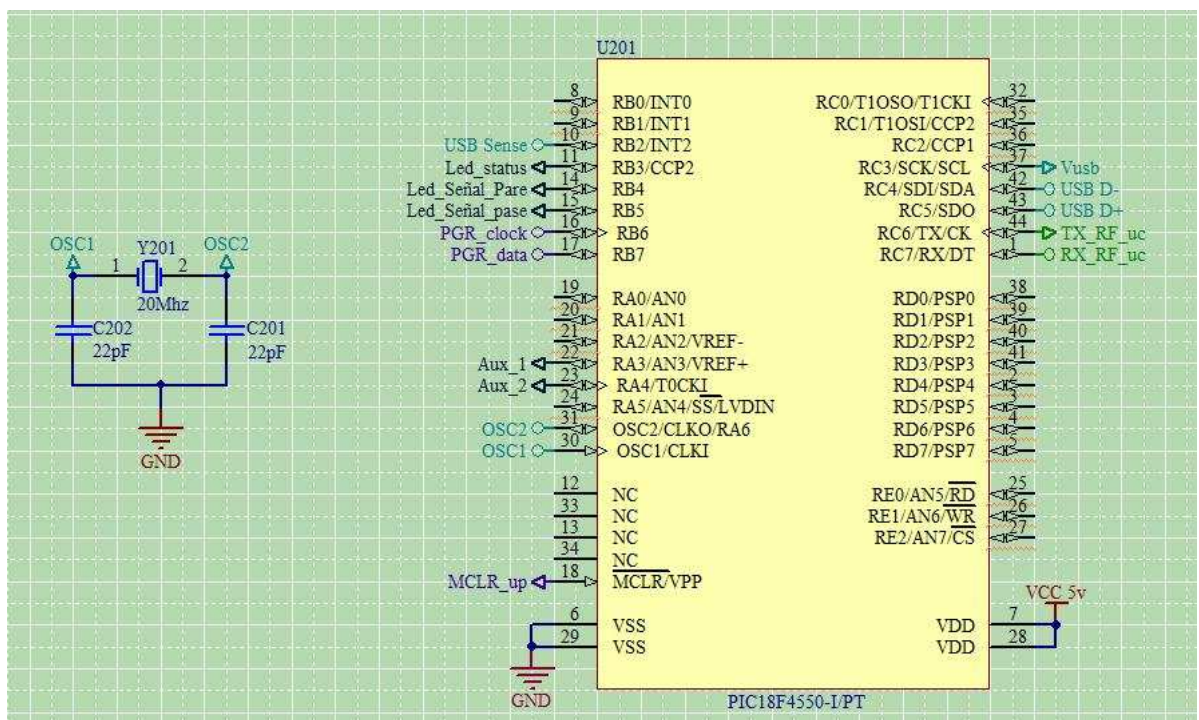 U201
8 RB0/INT0 RC0/T1OSO/T1CKI 32
9 RB1/INT1 RC1/T1OSI/CCP2 35
USB Sense 10 RB2/INT2 RC2/CCP1 36
Led_status 11 RB3/CCP2 RC3/SCK/SCL 37 Vusb
Led_Señal_Pare 14 RB4 RC4/SDI/SDA 42 USB D-
Led_Señal_pase 15 RB5 RC5/SDO 43 USB D+
PGR_clock 16 RB6 RC6/TX/CK 44 TX_RF_uc
PGR_data 17 RB7 RC7/RX/DT 1 RX_RF_uc
OSC1 Y201 OSC2
1 2
20Mhz
C202 C201
22pF 22pF
GND
19 RA0/AN0 RD0/PSP0 38
20 RA1/AN1 RD1/PSP1 39
21 RA2/AN2/VREF- RD2/PSP2 40
Aux_1 22 RA3/AN3/VREF+ RD3/PSP3 41
Aux_2 23 RA4/T0CKI RD4/PSP4 2
24 RA5/AN4/SS/LVDIN RD5/PSP5 3
OSC2 31 OSC2/CLKO/RA6 RD6/PSP6 4
OSC1 30 OSC1/CLKI RD7/PSP7 5
12 NC RE0/AN5/RD 25
33 NC RE1/AN6/WR 26
13 NC RE2/AN7/CS 27
34 NC
MCLR_up 18 MCLR/VPP
VCC 5v
6 VSS VDD 7
29 VSS VDD 28
GND
PIC18F4550-I/PT